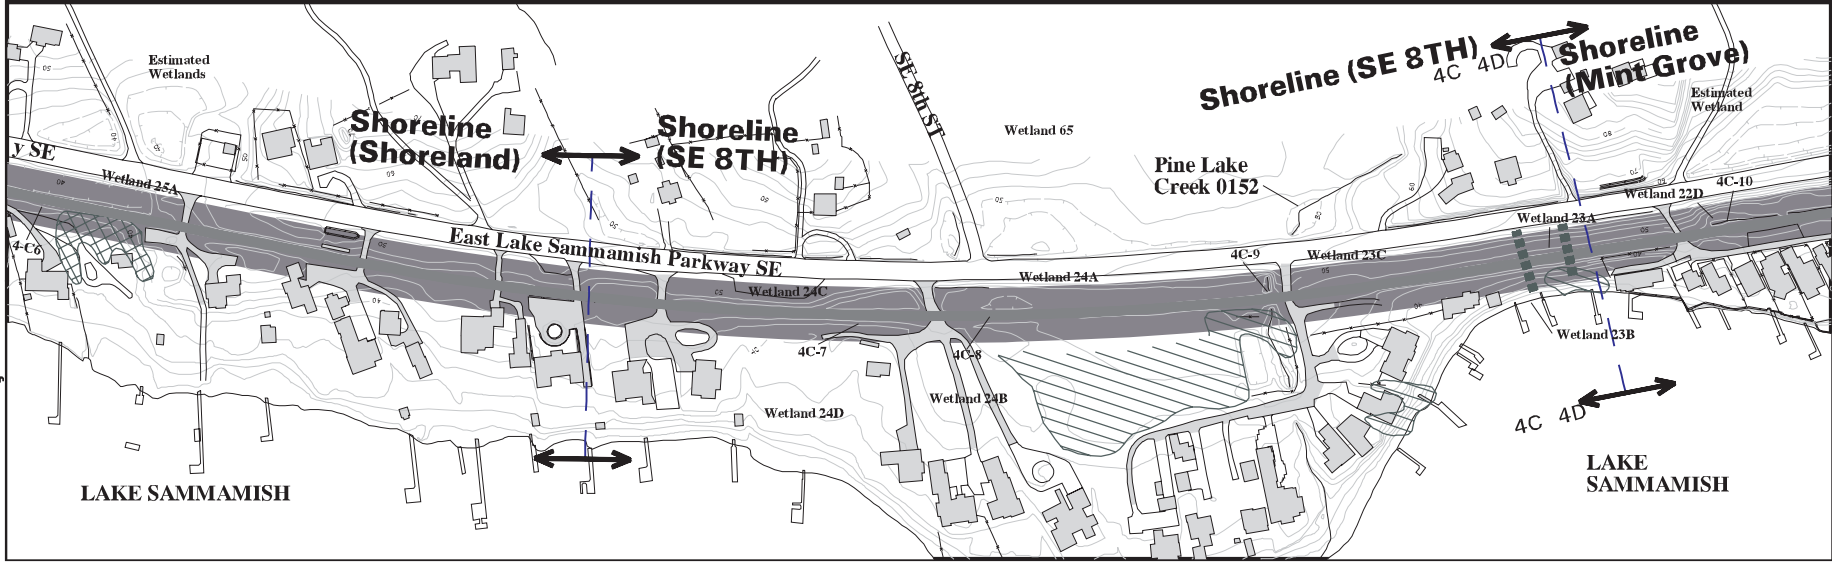 Estimated
Wetlands
y SE
Wetland 25A
4-C6
Shoreline
(Shoreland)
Shoreline
(SE 8TH)
SE 8th ST
Wetland 65
Pine Lake
Creek 0152
Shoreline (SE 8TH)
4C 4D
Shoreline
(Mint Grove)
Estimated
Wetland
4C-10
Wetland 22D
Wetland 23A
East Lake Sammamish Parkway SE
Wetland 24C
Wetland 24A
4C-9
Wetland 23C
4C-7
4C-8
Wetland 23B
Wetland 24D
Wetland 24B
4C 4D
LAKE SAMMAMISH
LAKE
SAMMAMISH